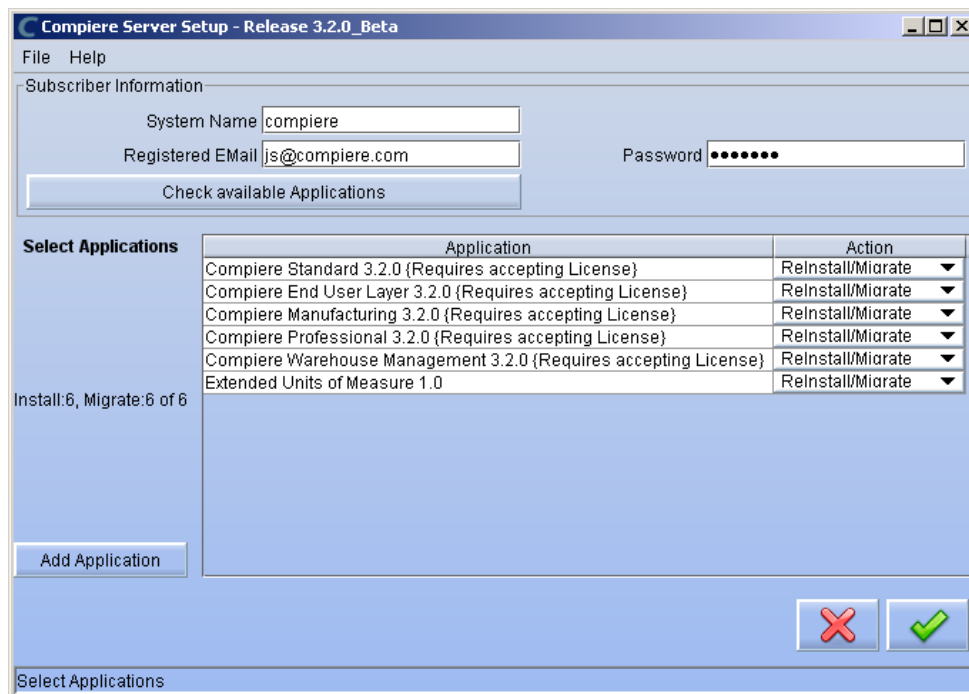 Compiere Server Setup - Release 3.2.0_Beta
File Help
Subscriber Information
System Name compiere
Registered EMail js@compiere.com Password •••••••
Check available Applications
Select Applications Application Action
Compiere Standard 3.2.0 {Requires accepting License} ReInstall/Migrate
Compiere End User Layer 3.2.0 {Requires accepting License} ReInstall/Migrate
Compiere Manufacturing 3.2.0 {Requires accepting License} ReInstall/Migrate
Compiere Professional 3.2.0 {Requires accepting License} ReInstall/Migrate
Compiere Warehouse Management 3.2.0 {Requires accepting License} ReInstall/Migrate
Extended Units of Measure 1.0 ReInstall/Migrate
Install:6, Migrate:6 of 6
Add Application
Select Applications